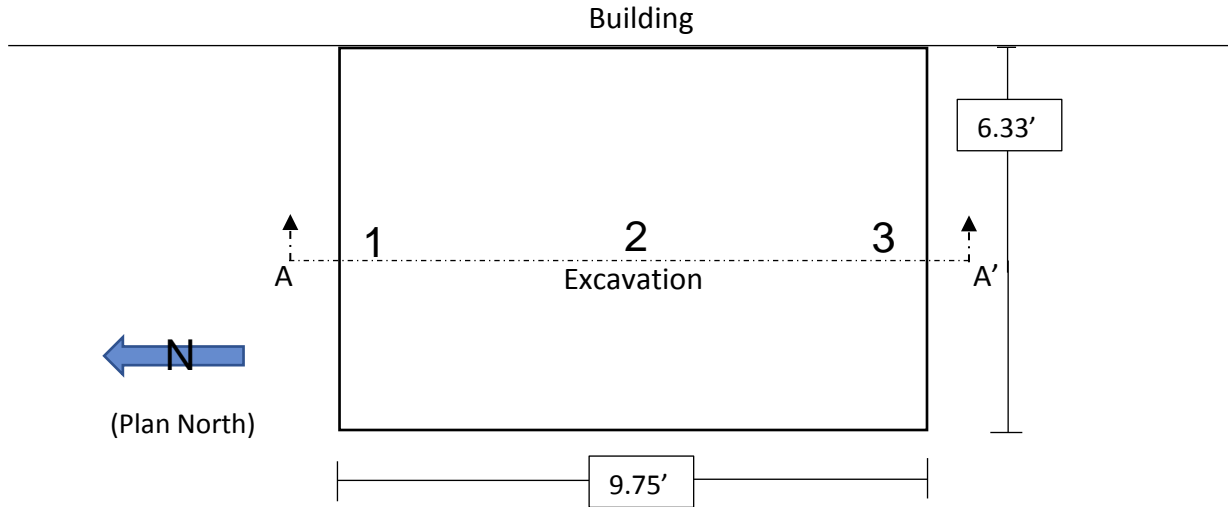 Building
6.33’
1 2 3
A Excavation A’
N
(Plan North)
9.75’